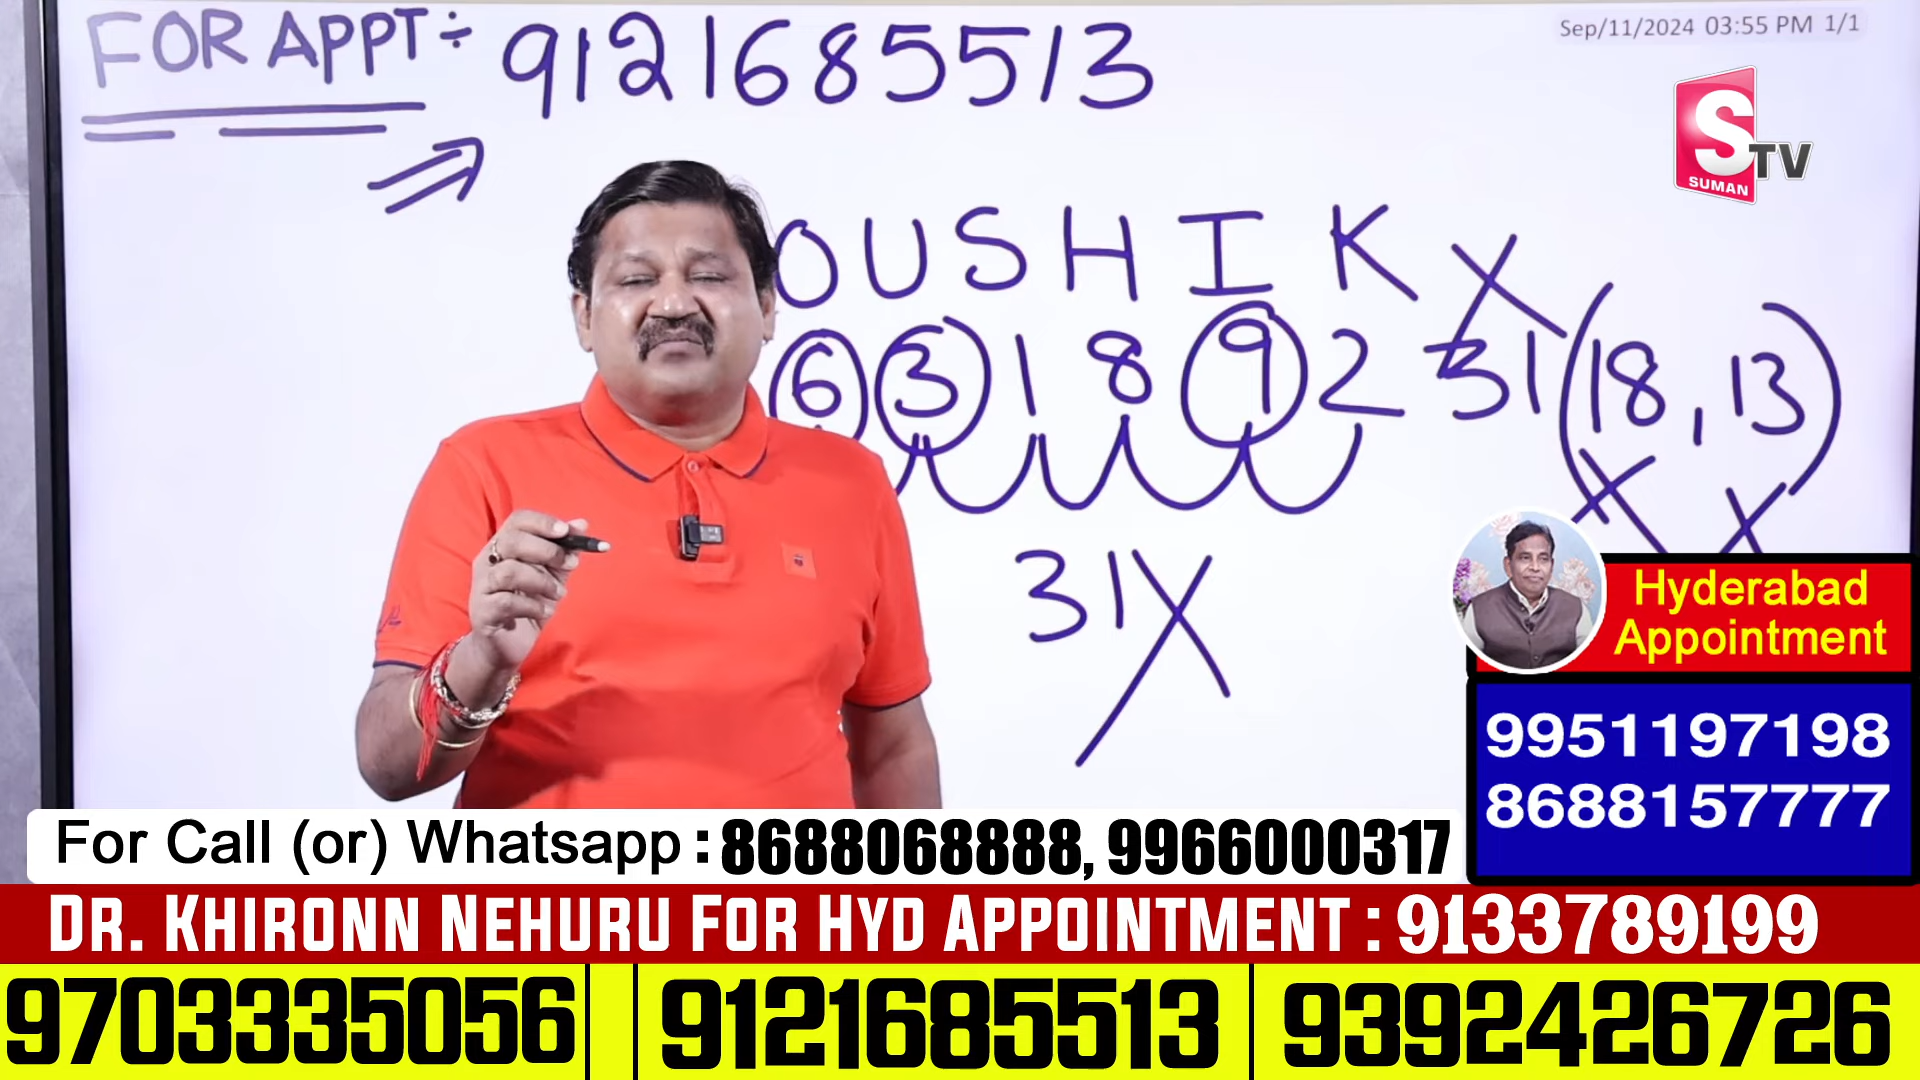 FOR APPT ÷ 9121685513
Sep/11/2024 03:55 PM 1/1
S
TV
SUMAN
OUSHIK
6 3 1 8 9 2 31 (18, 13)
31
Hyderabad
Appointment
9951197198
8688157777
For Call (or) Whatsapp : 8688068888, 9966000317
DR. KHIRONN NEHURU FOR HYD APPOINTMENT : 9133789199
9703335056 9121685513 9392426726